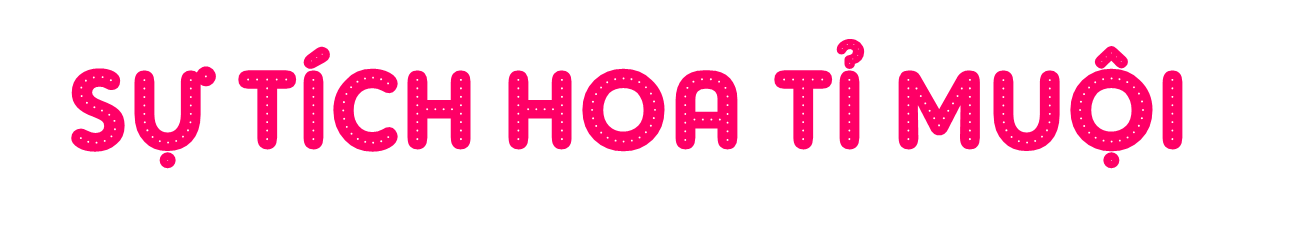 SỰ TÍCH HOA TỈ MUỘI